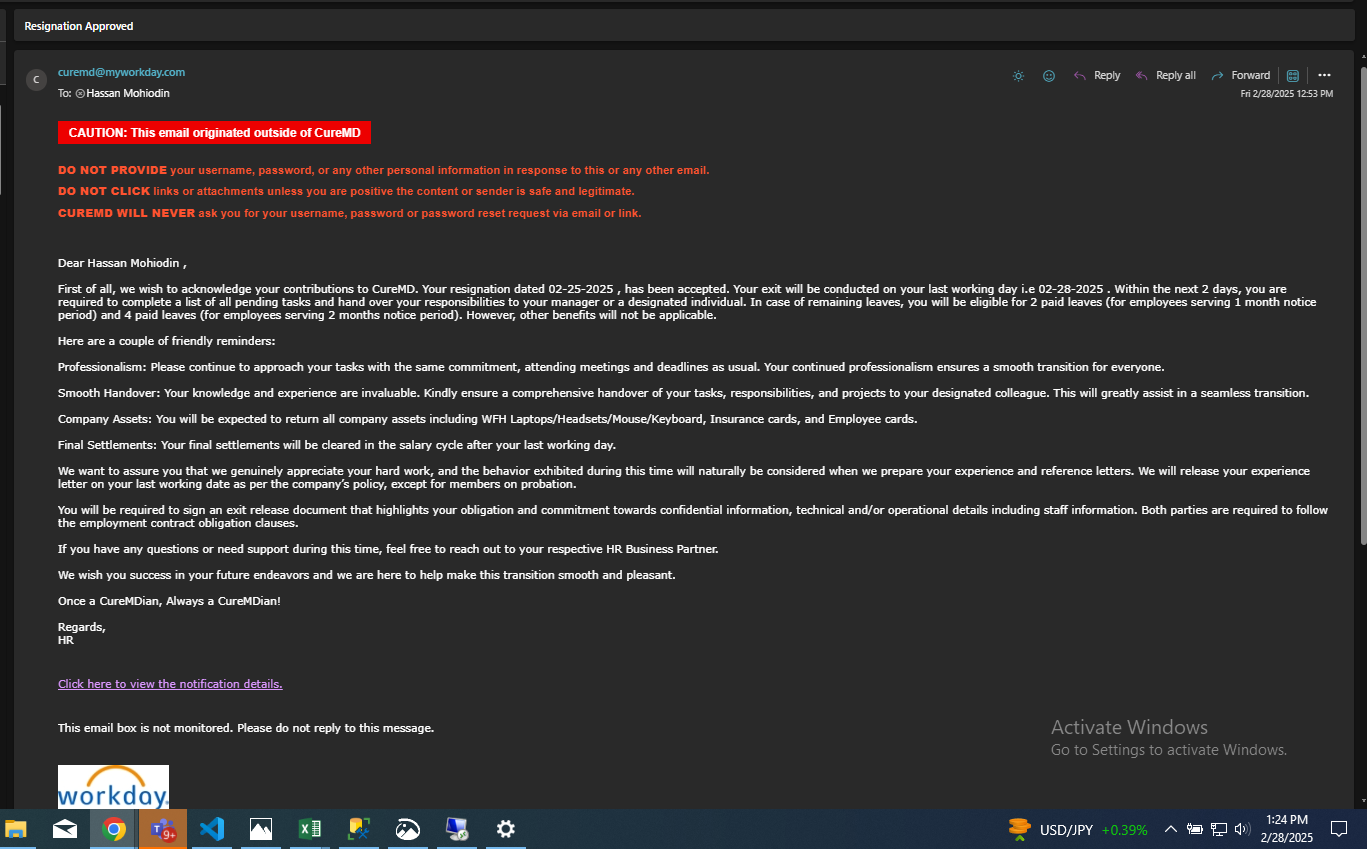 Resignation Approved
C
curemd@myworkday.com
Reply
Reply all
Forward
To: Hassan Mohiodin
Fri 2/28/2025 12:53 PM
CAUTION: This email originated outside of CureMD
DO NOT PROVIDE your username, password, or any other personal information in response to this or any other email.
DO NOT CLICK links or attachments unless you are positive the content or sender is safe and legitimate.
CUREMD WILL NEVER ask you for your username, password or password reset request via email or link.
Dear Hassan Mohiodin ,
First of all, we wish to acknowledge your contributions to CureMD. Your resignation dated 02-25-2025 , has been accepted. Your exit will be conducted on your last working day i.e 02-28-2025 . Within the next 2 days, you are
required to complete a list of all pending tasks and hand over your responsibilities to your manager or a designated individual. In case of remaining leaves, you will be eligible for 2 paid leaves (for employees serving 1 month notice
period) and 4 paid leaves (for employees serving 2 months notice period). However, other benefits will not be applicable.
Here are a couple of friendly reminders:
Professionalism: Please continue to approach your tasks with the same commitment, attending meetings and deadlines as usual. Your continued professionalism ensures a smooth transition for everyone.
Smooth Handover: Your knowledge and experience are invaluable. Kindly ensure a comprehensive handover of your tasks, responsibilities, and projects to your designated colleague. This will greatly assist in a seamless transition.
Company Assets: You will be expected to return all company assets including WFH Laptops/Headsets/Mouse/Keyboard, Insurance cards, and Employee cards.
Final Settlements: Your final settlements will be cleared in the salary cycle after your last working day.
We want to assure you that we genuinely appreciate your hard work, and the behavior exhibited during this time will naturally be considered when we prepare your experience and reference letters. We will release your experience
letter on your last working date as per the company's policy, except for members on probation.
You will be required to sign an exit release document that highlights your obligation and commitment towards confidential information, technical and/or operational details including staff information. Both parties are required to follow
the employment contract obligation clauses.
If you have any questions or need support during this time, feel free to reach out to your respective HR Business Partner.
We wish you success in your future endeavors and we are here to help make this transition smooth and pleasant.
Once a CureMDian, Always a CureMDian!
Regards,
HR
Click here to view the notification details.
This email box is not monitored. Please do not reply to this message.
Activate Windows
Go to Settings to activate Windows.
workday.
T 9+
USD/JPY +0.39%
1:24 PM
2/28/2025